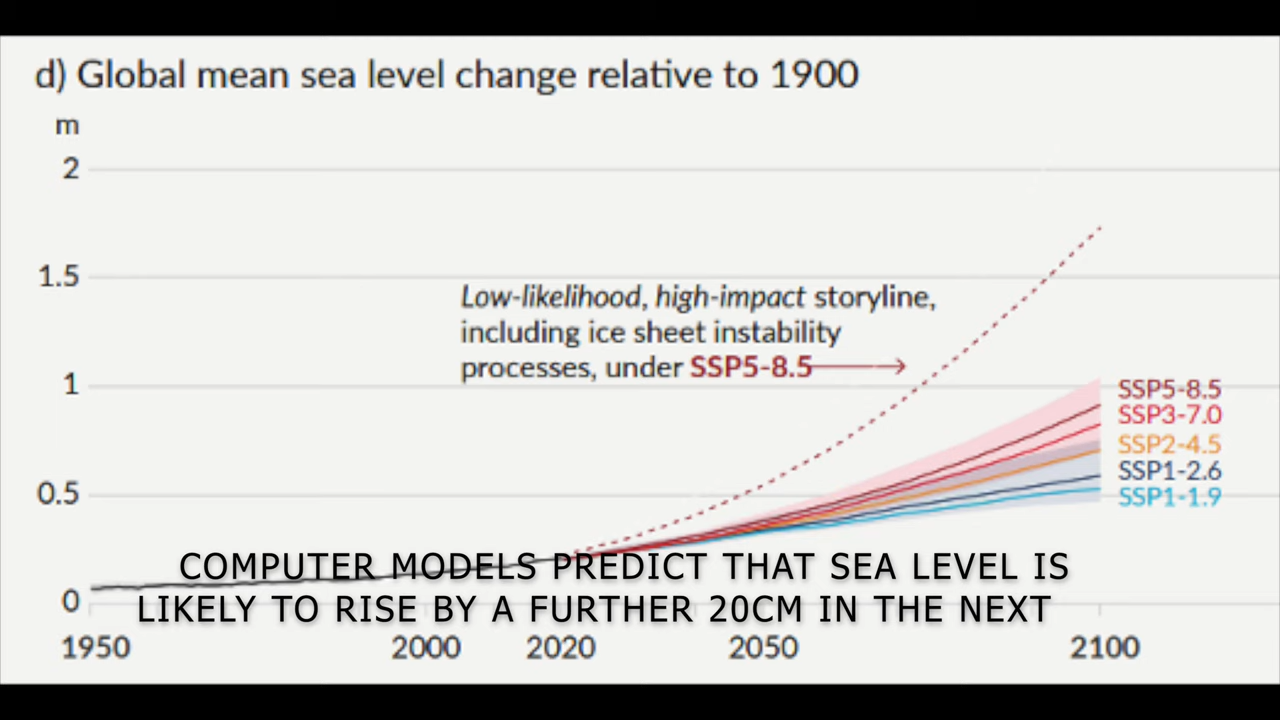 d) Global mean sea level change relative to 1900
m
2
1.5
Low-likelihood, high-impact storyline,
including ice sheet instability
processes, under SSP5-8.5
1
SSP5-8.5
SSP3-7.0
SSP2-4.5
SSP1-2.6
SSP1-1.9
0.5
COMPUTER MODELS PREDICT THAT SEA LEVEL IS
LIKELY TO RISE BY A FURTHER 20CM IN THE NEXT
0
1950 2000 2020 2050 2100